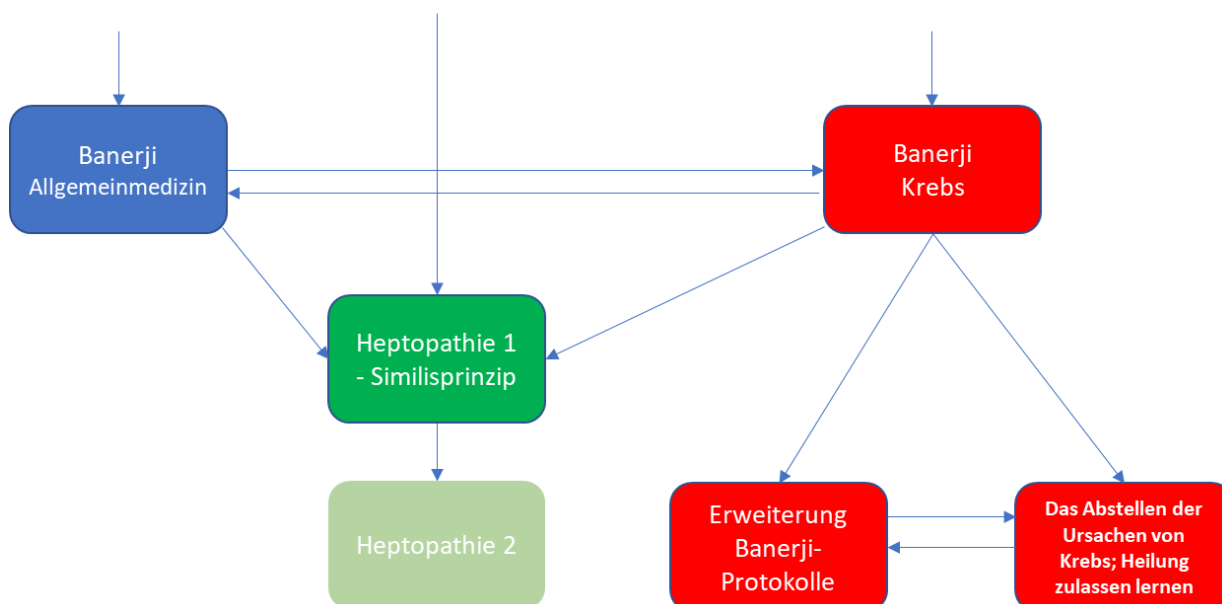 Banerji
Allgemeinmedizin
Banerji
Krebs
Heptopathie 1
- Similisprinzip
Heptopathie 2
Erweiterung
Banerji-
Protokolle
Das Abstellen der
Ursachen von
Krebs; Heilung
zulassen lernen